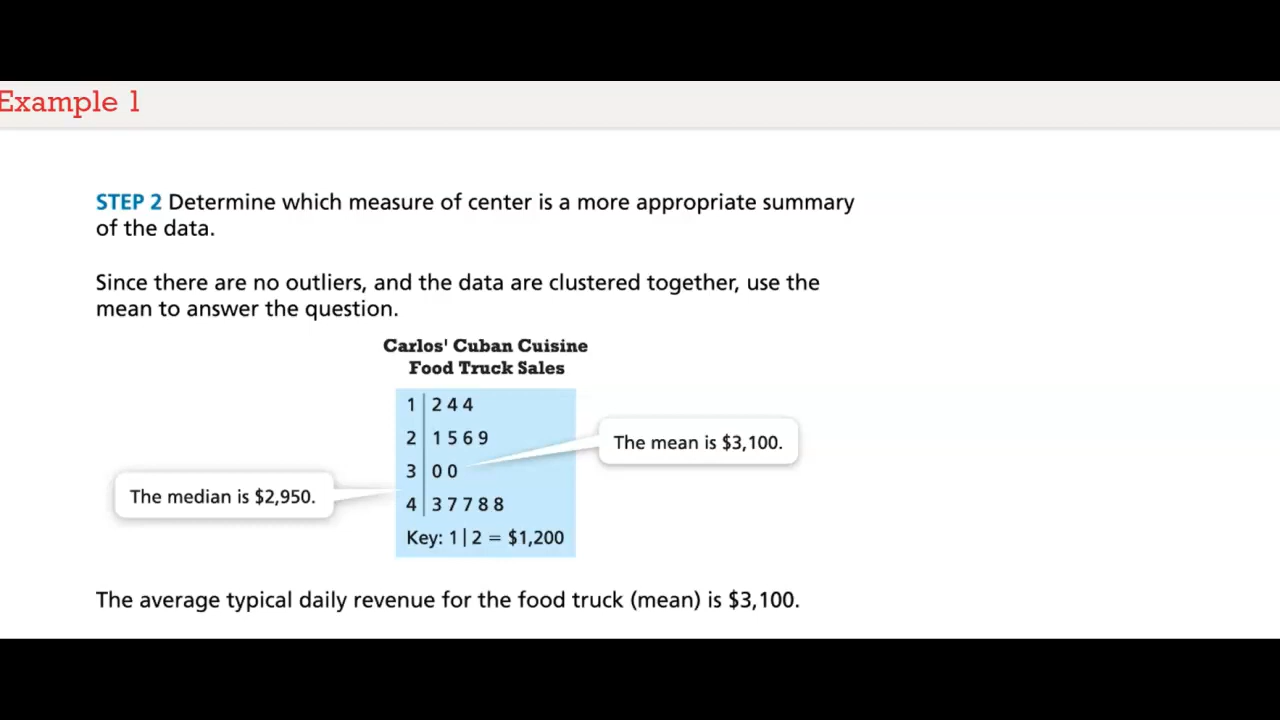 Example 1
STEP 2 Determine which measure of center is a more appropriate summary
of the data.
Since there are no outliers, and the data are clustered together, use the
mean to answer the question.
Carlos' Cuban Cuisine
Food Truck Sales
1 | 2 4 4
2 | 1 5 6 9
3 | 0 0
4 | 3 7 7 8 8
Key: 1|2 = $1,200
The mean is $3,100.
The median is $2,950.
The average typical daily revenue for the food truck (mean) is $3,100.